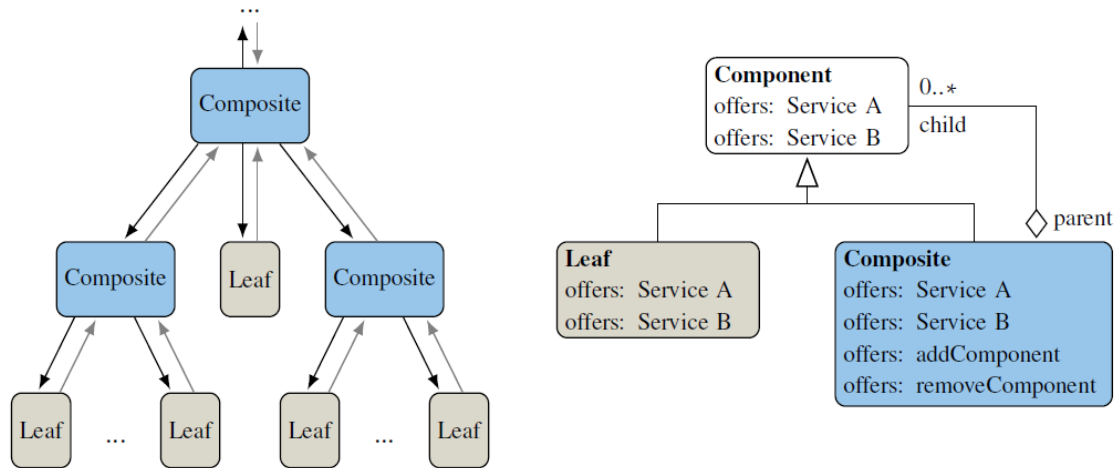 ...
Composite
Composite
Leaf
Composite
Leaf
...
Leaf
Leaf
...
Leaf
Component
offers: Service A
offers: Service B
0..*
child
parent
Leaf
offers: Service A
offers: Service B
Composite
offers: Service A
offers: Service B
offers: addComponent
offers: removeComponent